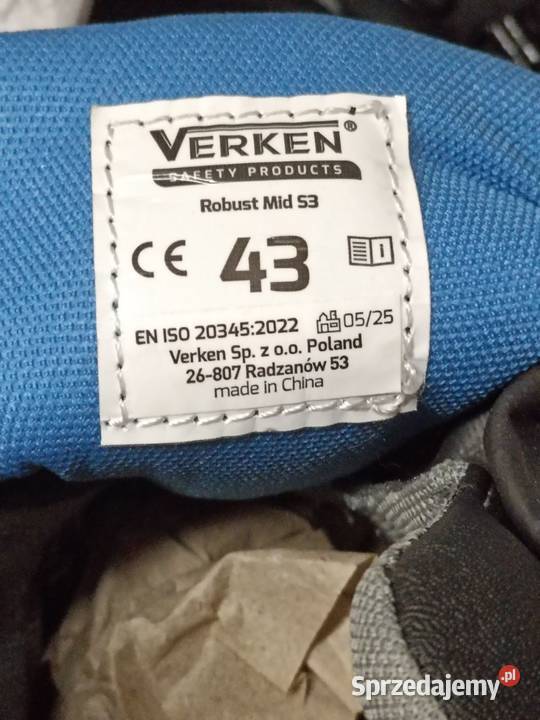 VERKEN®
SAFETY PRODUCTS
Robust Mid S3
CE 43 i
EN ISO 20345:2022 05/25
Verken Sp. z o.o. Poland
26-807 Radzanów 53
made in China
Sprzedajemy.pl